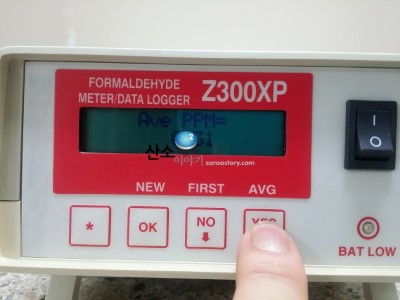 FORMALDEHYDE
METER/DATA LOGGER Z300XP
Ave PPM=
산소 이야기 sansostory.com
NEW FIRST AVG
* OK NO
BAT LOW